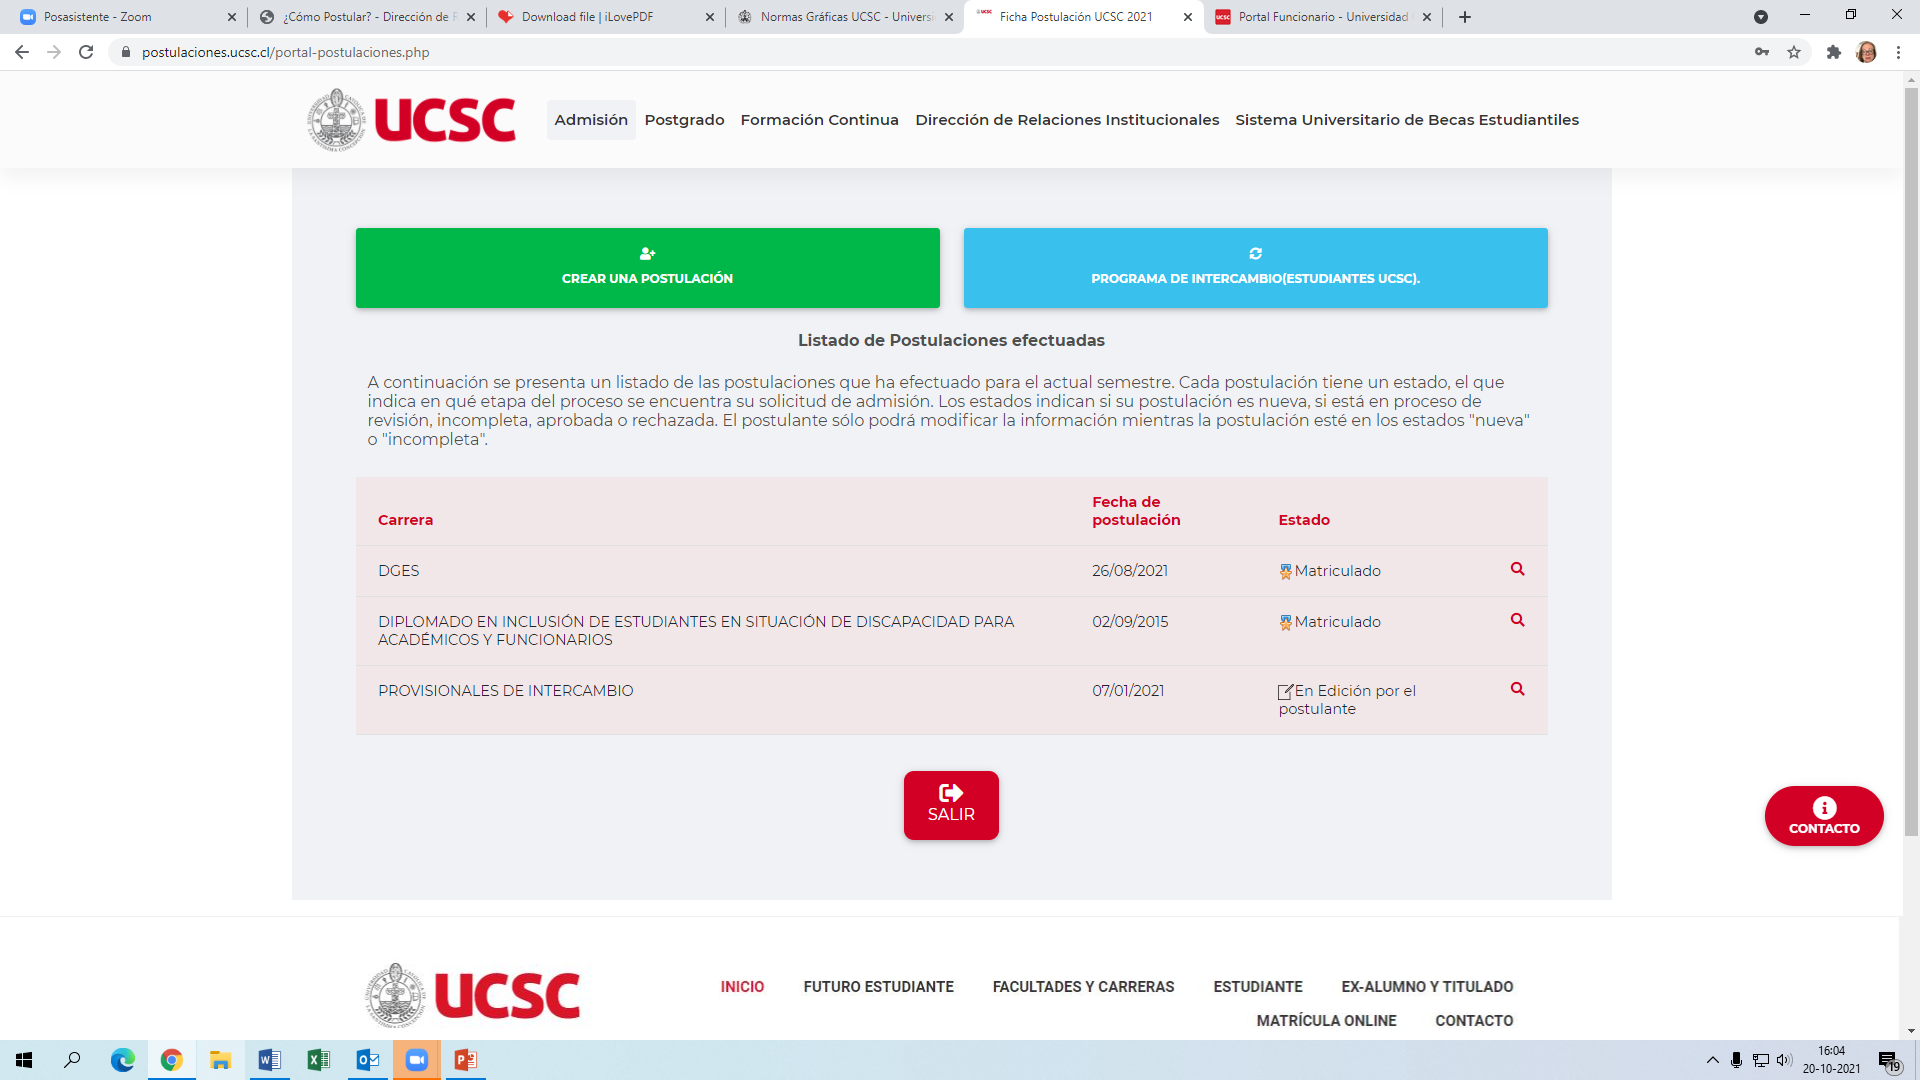 Posasistente - Zoom
¿Cómo Postular? - Dirección de R
Download file | iLovePDF
Normas Gráficas UCSC - Universi
Ficha Postulación UCSC 2021
Portal Funcionario - Universidad
postulaciones.ucsc.cl/portal-postulaciones.php
UCSC
Admisión
Postgrado
Formación Continua
Dirección de Relaciones Institucionales
Sistema Universitario de Becas Estudiantiles
CREAR UNA POSTULACIÓN
PROGRAMA DE INTERCAMBIO(ESTUDIANTES UCSC).
Listado de Postulaciones efectuadas
A continuación se presenta un listado de las postulaciones que ha efectuado para el actual semestre. Cada postulación tiene un estado, el que
indica en qué etapa del proceso se encuentra su solicitud de admisión. Los estados indican si su postulación es nueva, si está en proceso de
revisión, incompleta, aprobada o rechazada. El postulante sólo podrá modificar la información mientras la postulación esté en los estados "nueva"
o "incompleta".
Carrera
Fecha de
postulación
Estado
DGES
26/08/2021
Matriculado
DIPLOMADO EN INCLUSIÓN DE ESTUDIANTES EN SITUACIÓN DE DISCAPACIDAD PARA
ACADÉMICOS Y FUNCIONARIOS
02/09/2015
Matriculado
PROVISIONALES DE INTERCAMBIO
07/01/2021
En Edición por el
postulante
SALIR
CONTACTO
UCSC
INICIO
FUTURO ESTUDIANTE
FACULTADES Y CARRERAS
ESTUDIANTE
EX-ALUMNO Y TITULADO
MATRÍCULA ONLINE
CONTACTO
16:04
20-10-2021
19